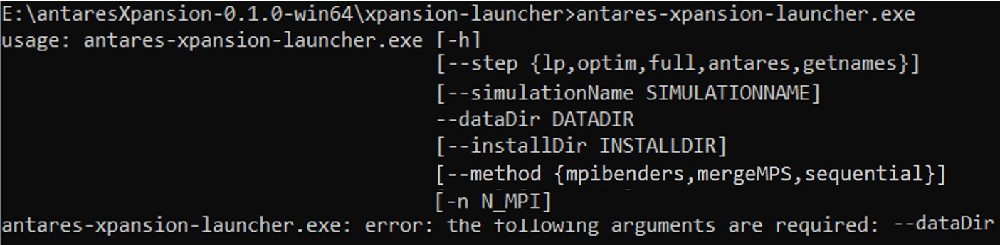 E:\antaresXpansion-0.1.0-win64\xpansion-launcher>antares-xpansion-launcher.exe
usage: antares-xpansion-launcher.exe [-h]
[--step {lp,optim,full,antares,getnames}]
[--simulationName SIMULATIONNAME]
--dataDir DATADIR
[--installDir INSTALLDIR]
[--method {mpibenders,mergeMPS,sequential}]
[-n N_MPI]
antares-xpansion-launcher.exe: error: the following arguments are required: --dataDir